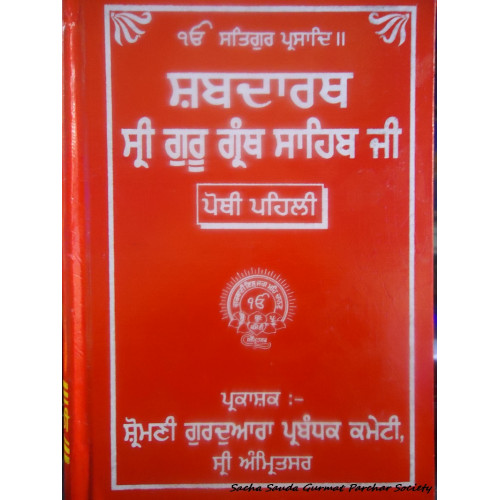 ੴ ਸਤਿਗੁਰ ਪ੍ਰਸਾਦਿ॥
ਸ਼ਬਦਾਰਥ
ਸ੍ਰੀ ਗੁਰੂ ਗ੍ਰੰਥ ਸਾਹਿਬ ਜੀ
ਪੋਥੀ ਪਹਿਲੀ
ੴ
ਪ੍ਰਕਾਸ਼ਕ :-
ਸ਼੍ਰੋਮਣੀ ਗੁਰਦੁਆਰਾ ਪ੍ਰਬੰਧਕ ਕਮੇਟੀ,
ਸ੍ਰੀ ਅੰਮ੍ਰਿਤਸਰ
Sacha Sauda Gurmat Parchar Society